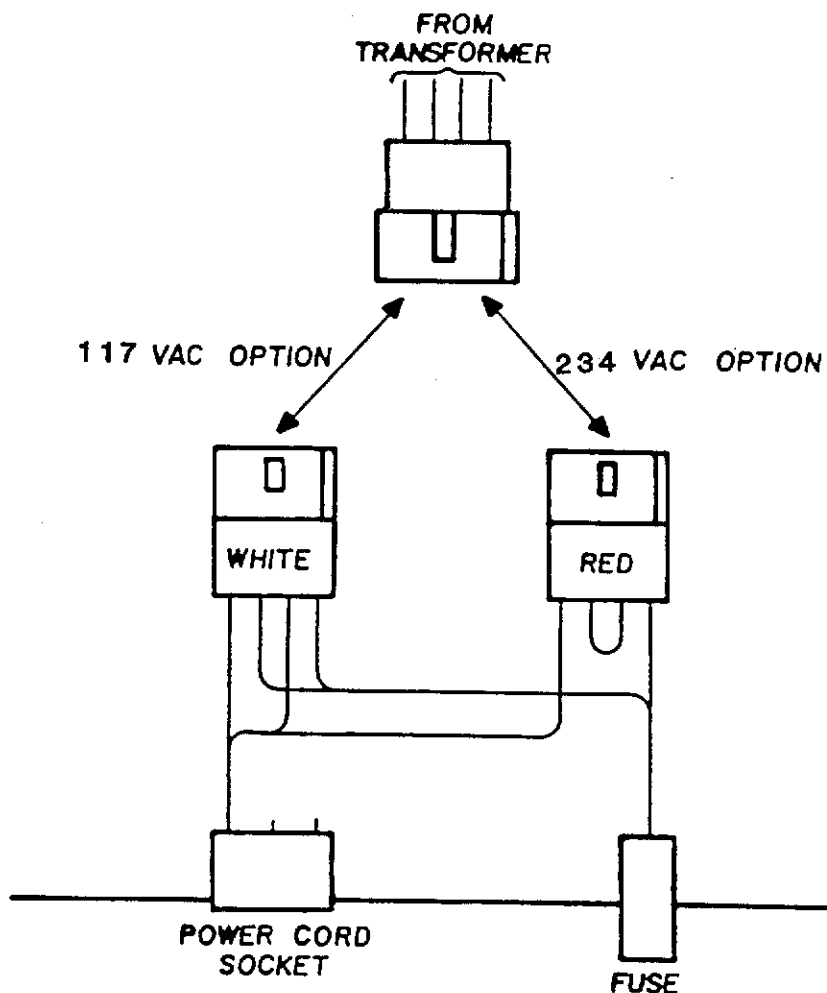 FROM
TRANSFORMER
117 VAC OPTION
234 VAC OPTION
WHITE
RED
POWER CORD
SOCKET
FUSE